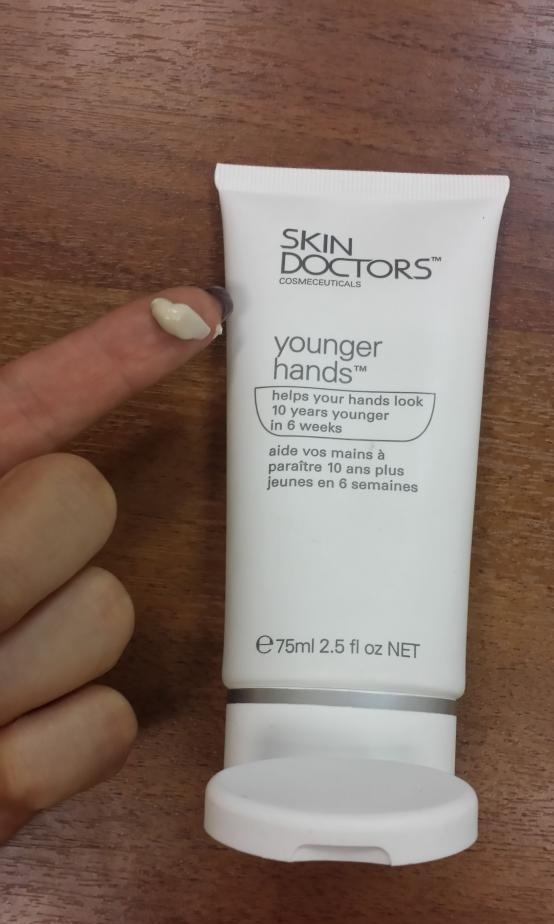 SKIN
DOCTORS™
COSMECEUTICALS
younger
hands™
helps your hands look
10 years younger
in 6 weeks
aide vos mains à
paraître 10 ans plus
jeunes en 6 semaines
℮75ml 2.5 fl oz NET